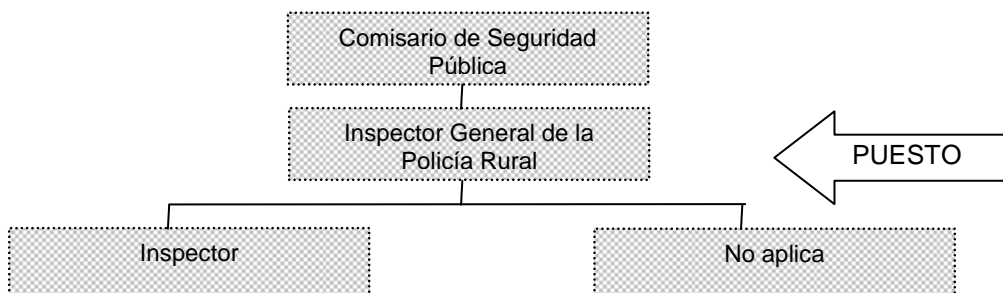 Comisario de Seguridad
Pública
Inspector General de la
Policía Rural
PUESTO
Inspector
No aplica